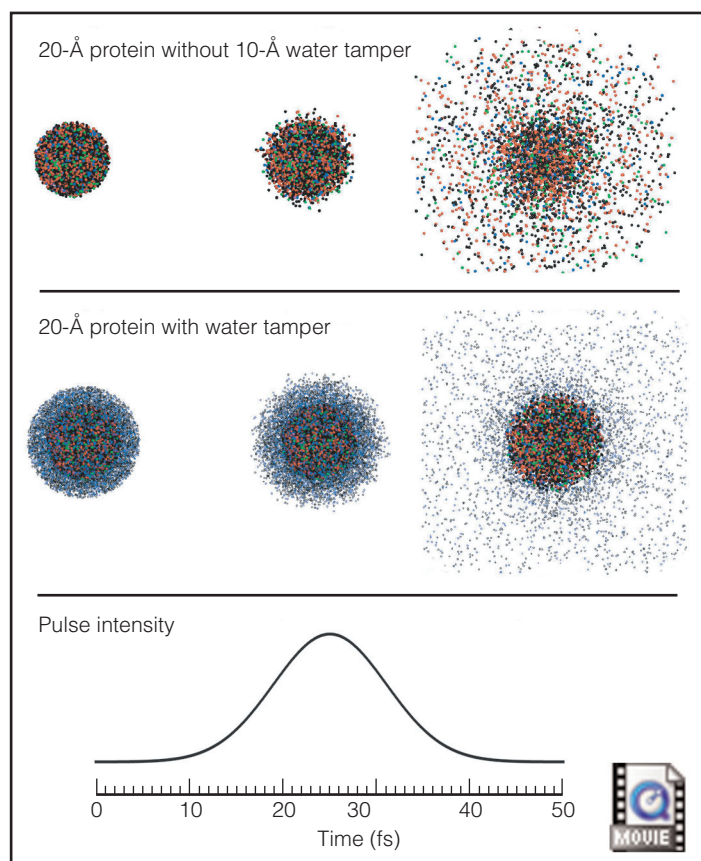 20-Å protein without 10-Å water tamper
20-Å protein with water tamper
Pulse intensity
0 10 20 30 40 50
Time (fs)
MOVIE